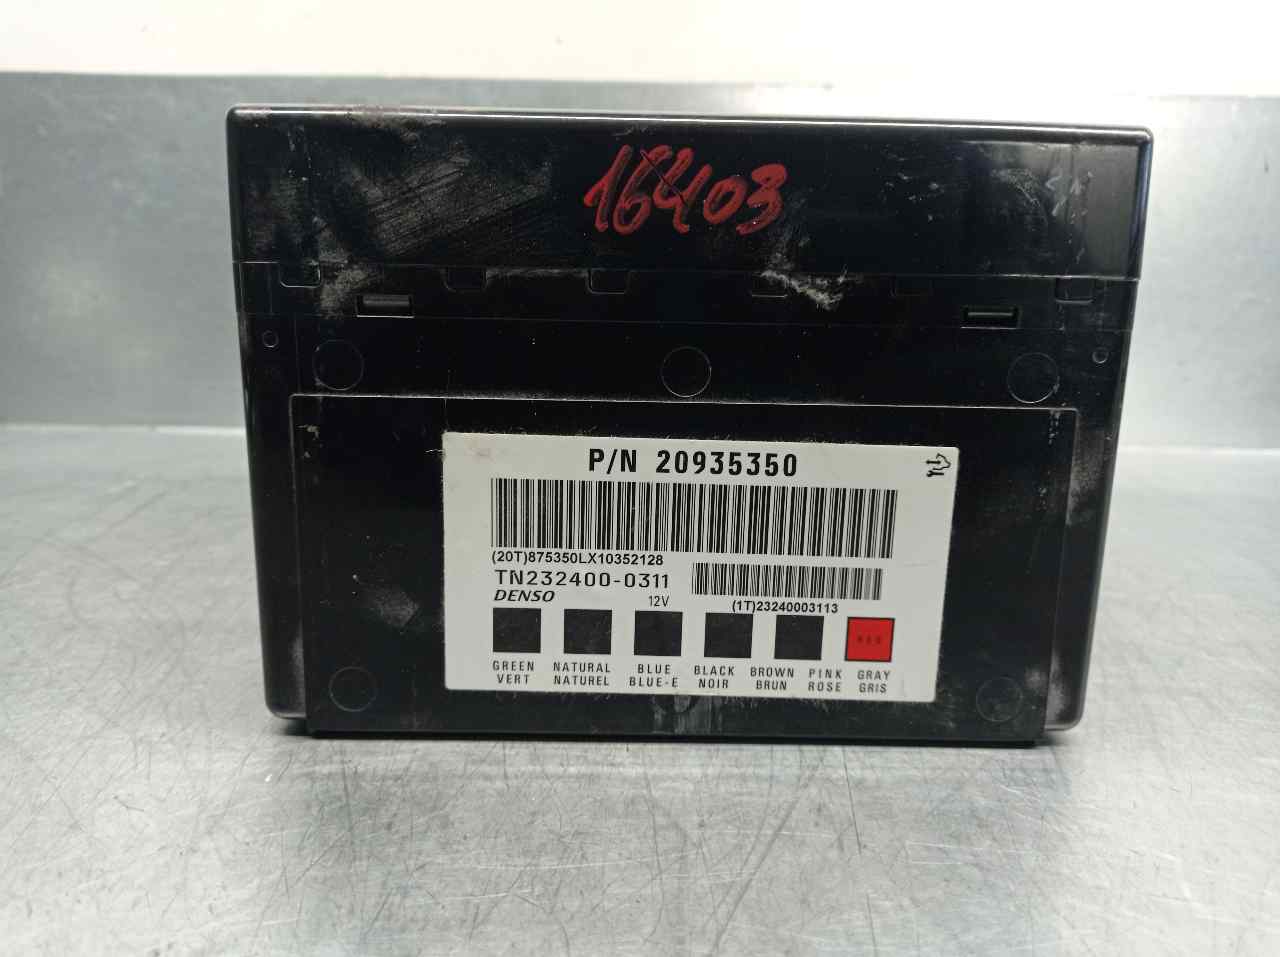 16403
P/N 20935350
(20T)875350LX10352128
TN232400-0311
(1T)23240003113
DENSO
12V
RED
GREEN NATURAL BLUE BLACK BROWN PINK GRAY
VERT NATUREL BLUE-E NOIR BRUN ROSE GRIS